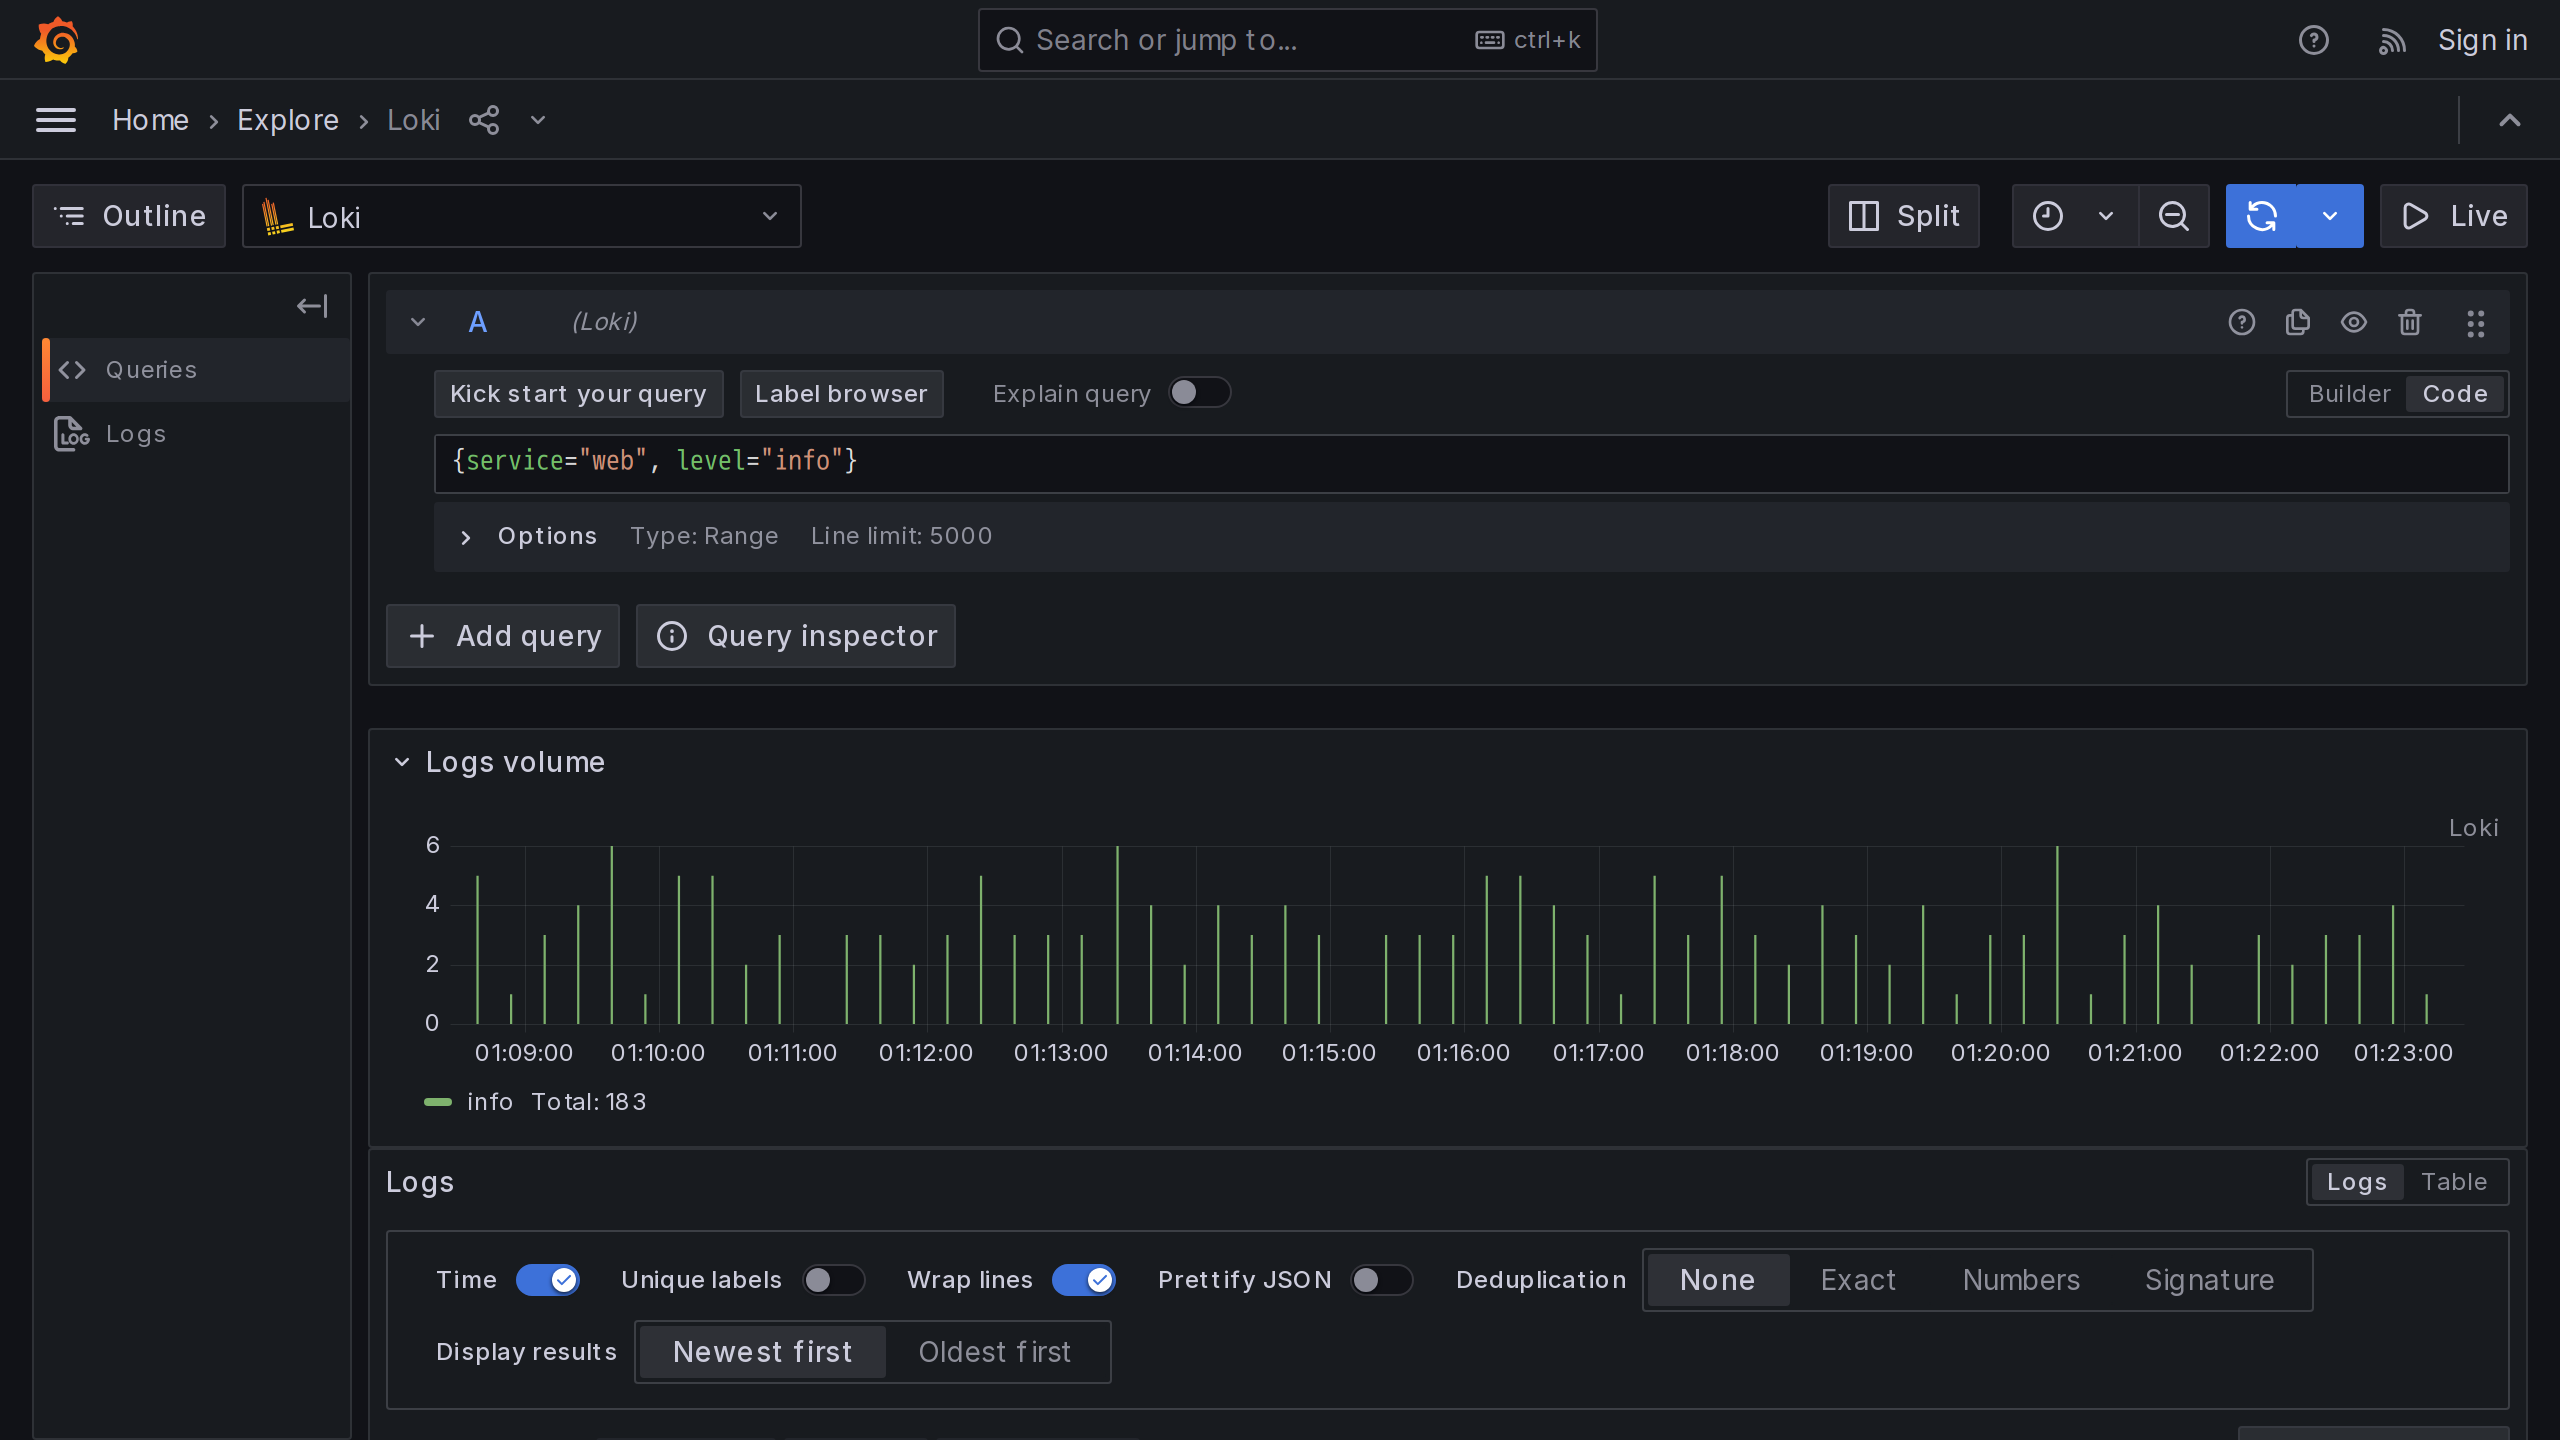 Search or jump to... ctrl+k Sign in
Home › Explore › Loki
Outline Loki Split Live
A (Loki)
Queries
Kick start your query Label browser Explain query Builder Code
LOG Logs
{service="web", level="info"}
Options Type: Range Line limit: 5000
Add query Query inspector
Logs volume
Loki
6
4
2
0
01:09:00 01:10:00 01:11:00 01:12:00 01:13:00 01:14:00 01:15:00 01:16:00 01:17:00 01:18:00 01:19:00 01:20:00 01:21:00 01:22:00 01:23:00
info Total: 183
Logs Logs Table
Time Unique labels Wrap lines Prettify JSON Deduplication None Exact Numbers Signature
Display results Newest first Oldest first